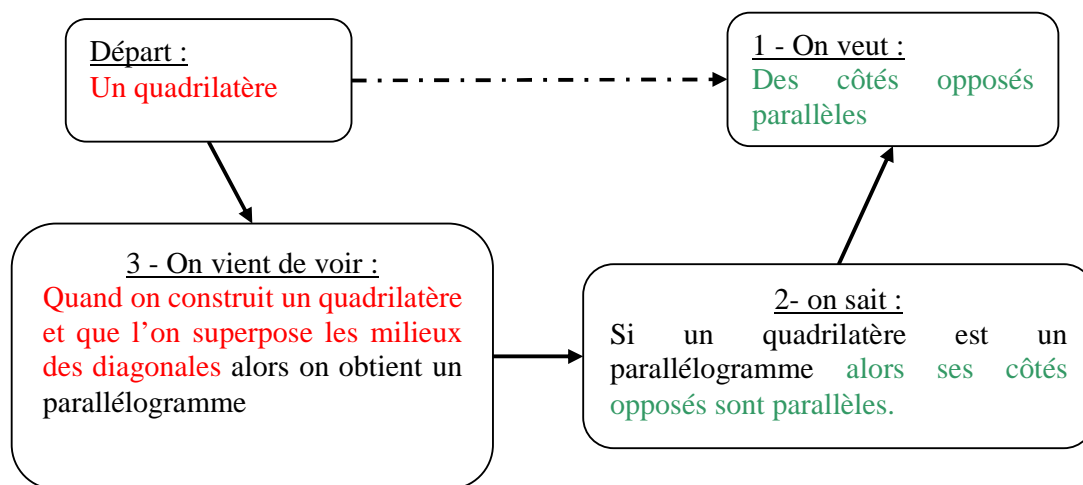 Départ :
Un quadrilatère
1 - On veut :
Des côtés opposés
parallèles
3 - On vient de voir :
Quand on construit un quadrilatère
et que l’on superpose les milieux
des diagonales alors on obtient un
parallélogramme
2- on sait :
Si un quadrilatère est un
parallélogramme alors ses côtés
opposés sont parallèles.